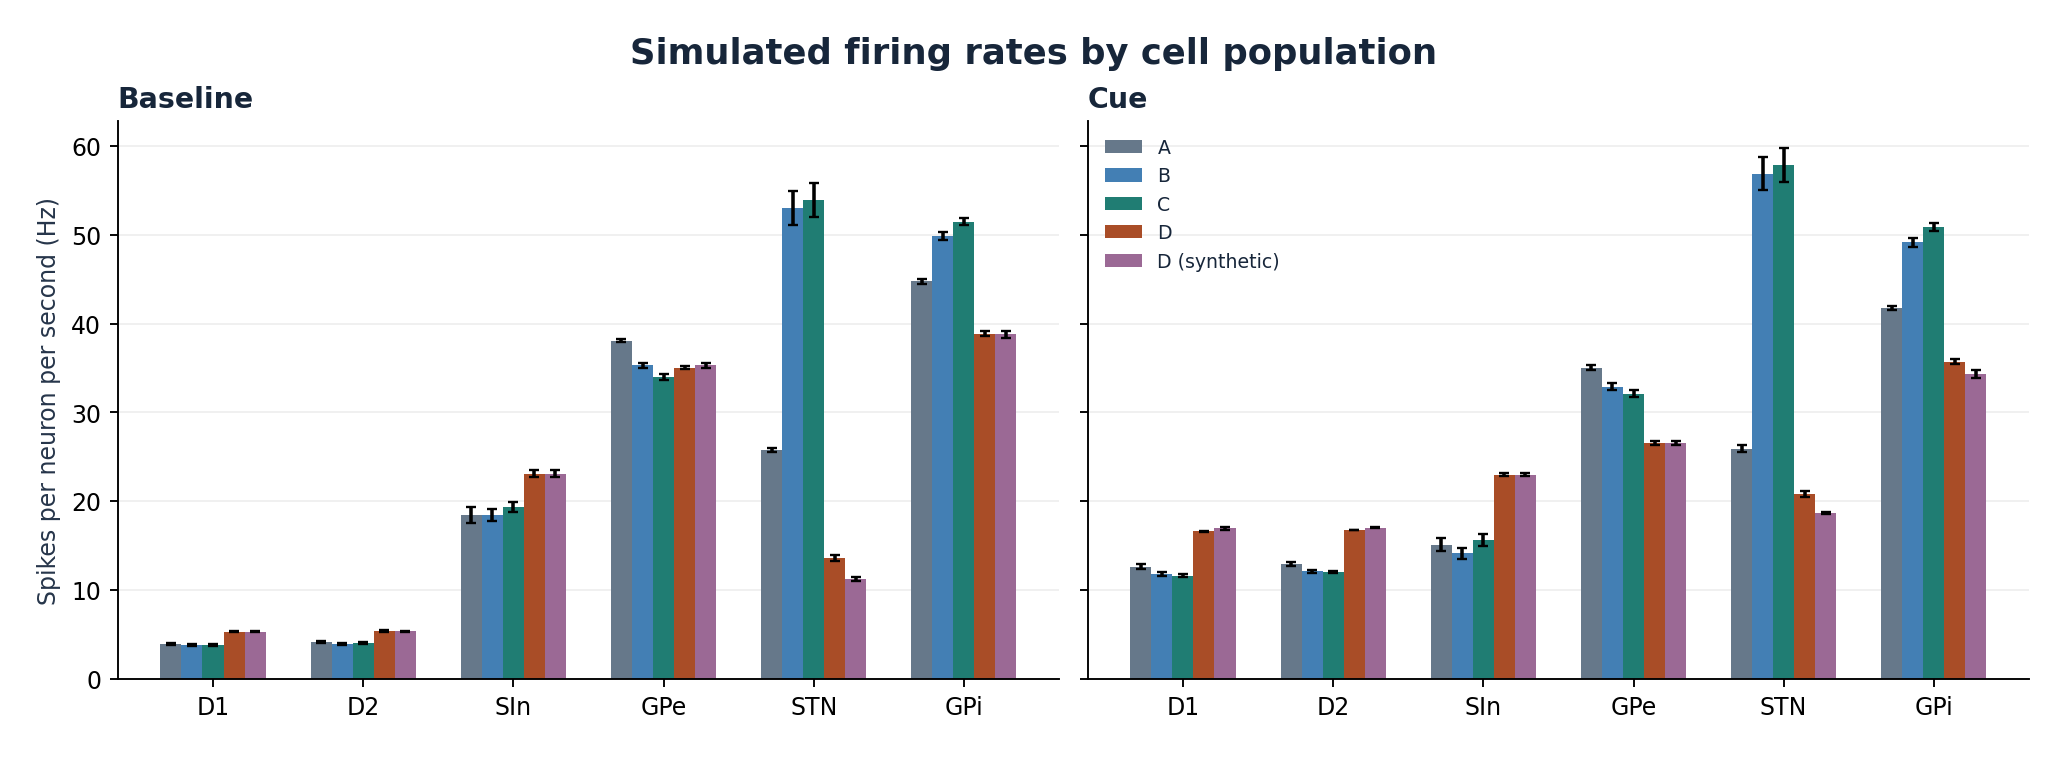 Simulated firing rates by cell population
Baseline
Spikes per neuron per second (Hz)
60
50
40
30
20
10
0
D1 D2 SIn GPe STN GPi
Cue
A
B
C
D
D (synthetic)
D1 D2 SIn GPe STN GPi